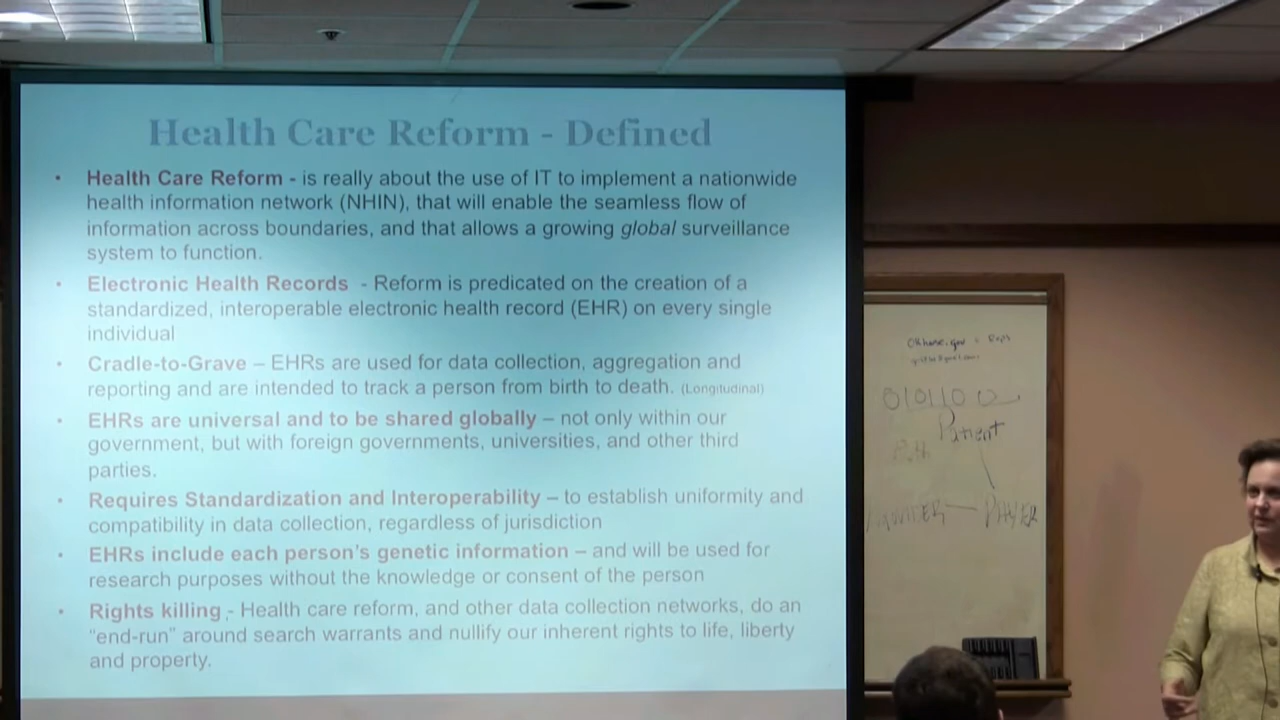 Health Care Reform - Defined
• Health Care Reform - is really about the use of IT to implement a nationwide
health information network (NHIN), that will enable the seamless flow of
information across boundaries, and that allows a growing global surveillance
system to function.
• Electronic Health Records - Reform is predicated on the creation of a
standardized, interoperable electronic health record (EHR) on every single
individual
• Cradle-to-Grave – EHRs are used for data collection, aggregation and
reporting and are intended to track a person from birth to death. (Longitudinal)
• EHRs are universal and to be shared globally – not only within our
government, but with foreign governments, universities, and other third
parties.
• Requires Standardization and Interoperability – to establish uniformity and
compatibility in data collection, regardless of jurisdiction
• EHRs include each person's genetic information – and will be used for
research purposes without the knowledge or consent of the person
• Rights killing - Health care reform, and other data collection networks, do an
“end-run” around search warrants and nullify our inherent rights to life, liberty
and property.
010110
Patient
PAYER